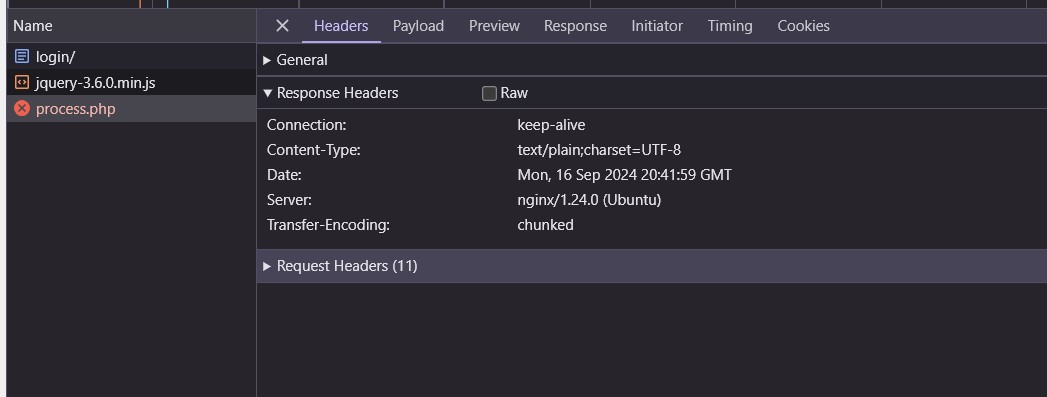 Name
login/
jquery-3.6.0.min.js
process.php
Headers Payload Preview Response Initiator Timing Cookies
General
Response Headers Raw
Connection: keep-alive
Content-Type: text/plain;charset=UTF-8
Date: Mon, 16 Sep 2024 20:41:59 GMT
Server: nginx/1.24.0 (Ubuntu)
Transfer-Encoding: chunked
Request Headers (11)